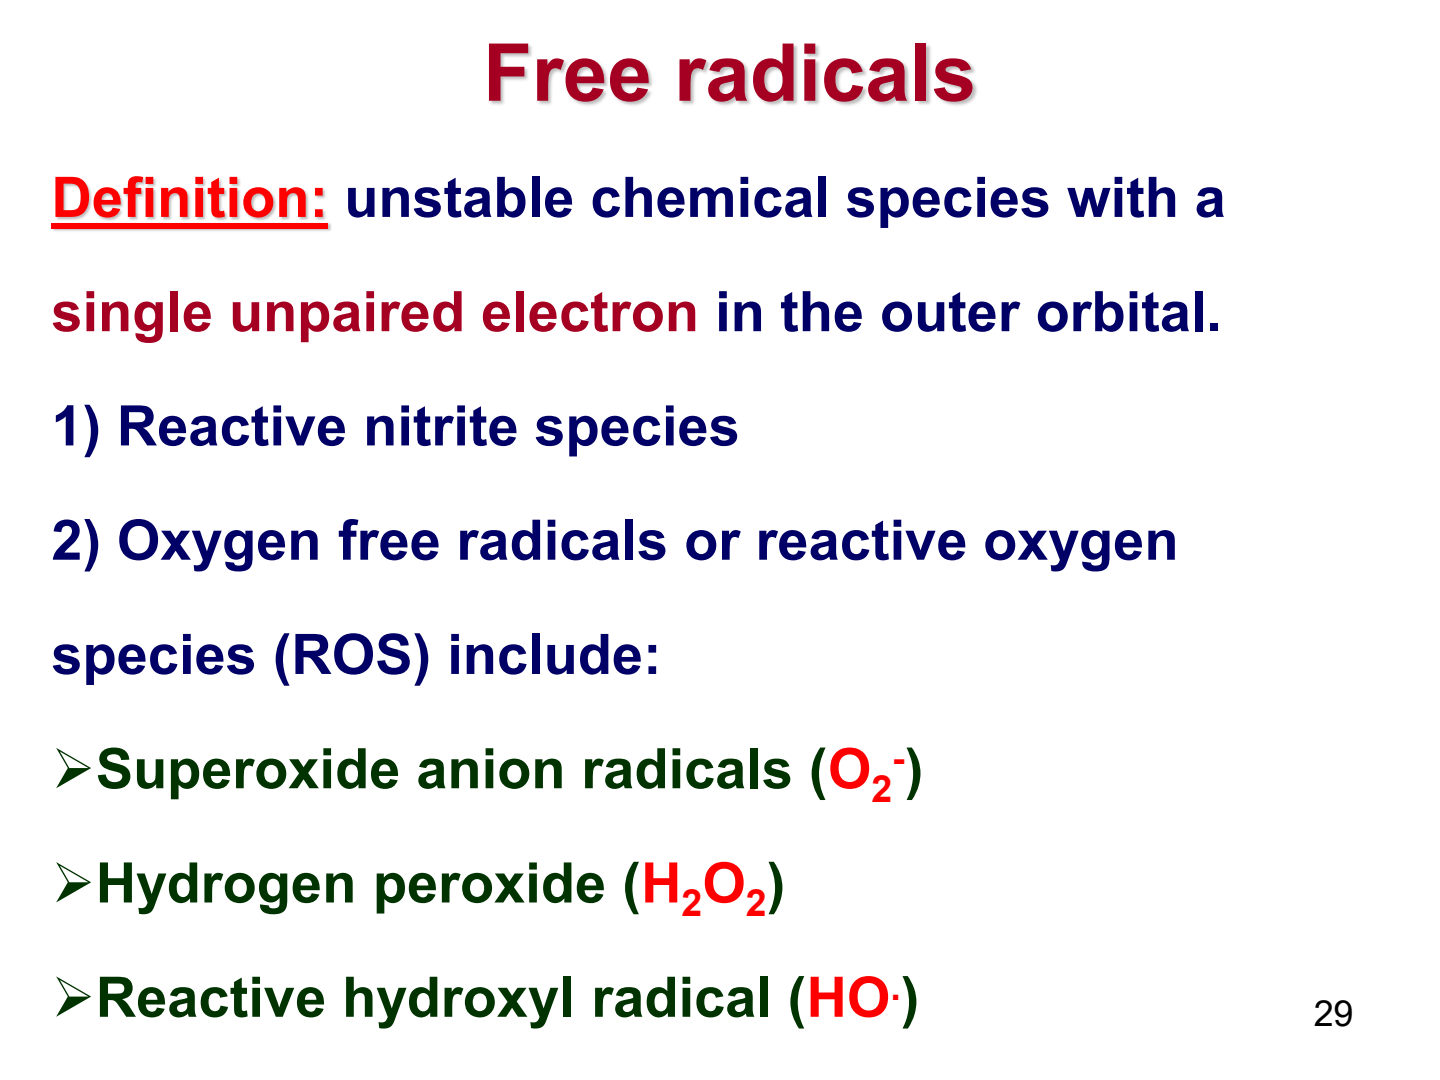 Free radicals
Definition: unstable chemical species with a
single unpaired electron in the outer orbital.
1) Reactive nitrite species
2) Oxygen free radicals or reactive oxygen
species (ROS) include:
➢Superoxide anion radicals (O₂⁻)
➢Hydrogen peroxide (H₂O₂)
➢Reactive hydroxyl radical (HO·)
29